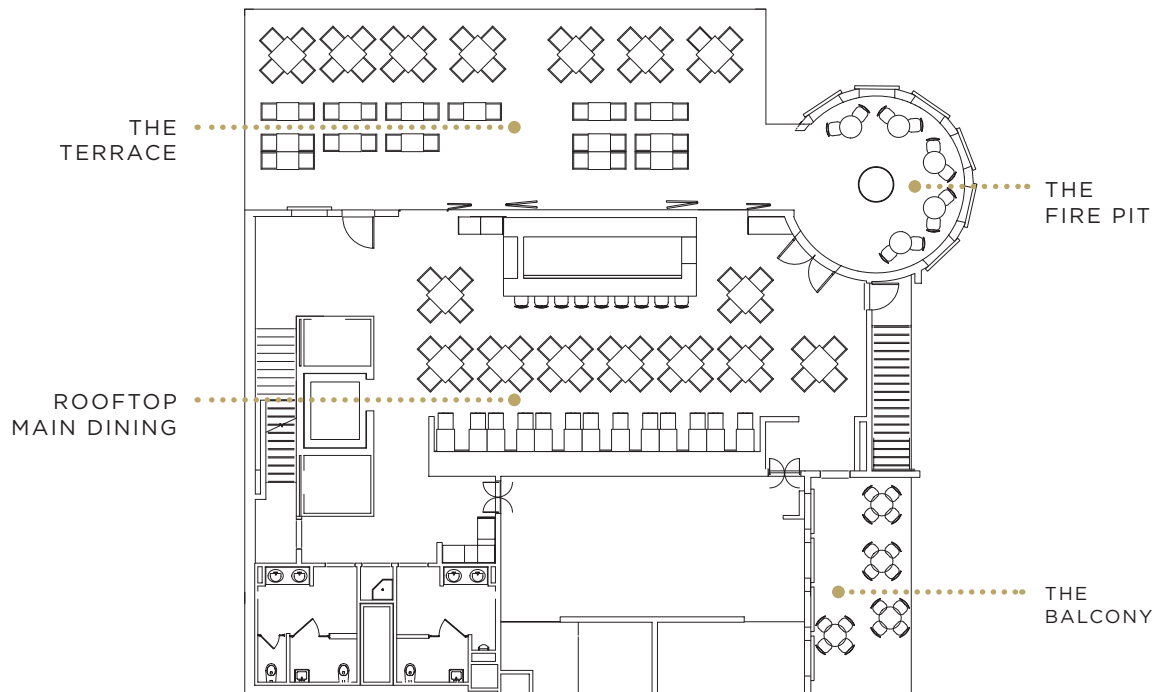 THE
TERRACE
THE
FIRE PIT
ROOFTOP
MAIN DINING
THE
BALCONY